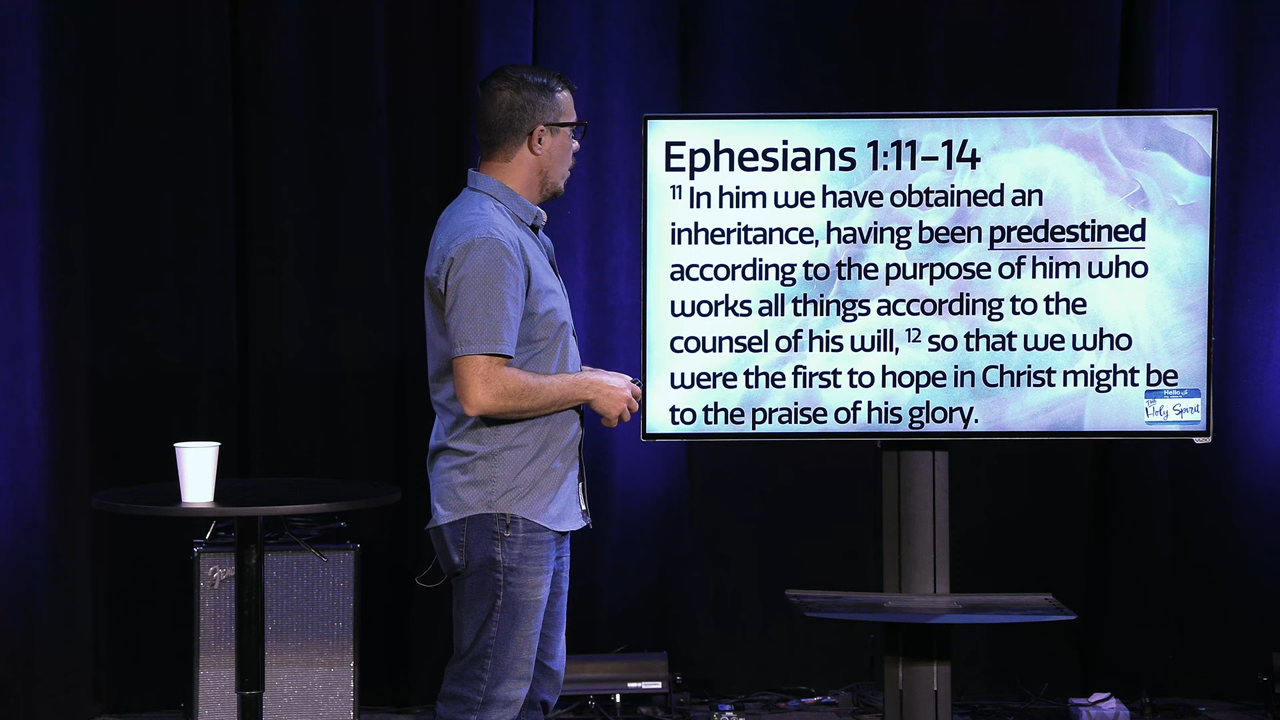 Ephesians 1:11–14
11 In him we have obtained an
inheritance, having been predestined
according to the purpose of him who
works all things according to the
counsel of his will, 12 so that we who
were the first to hope in Christ might be
to the praise of his glory.
Hello
The
Holy Spirit